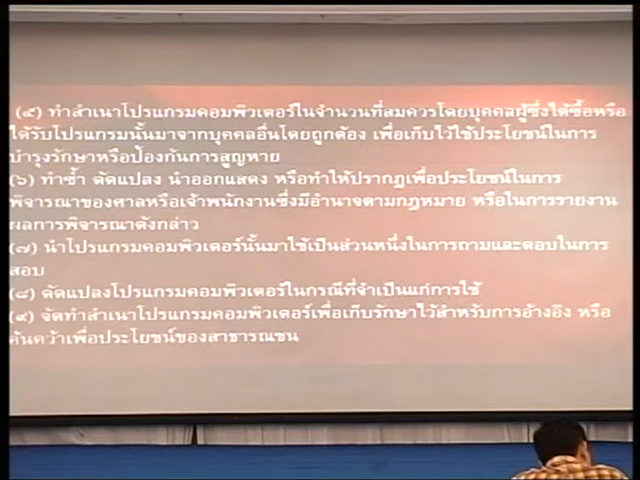 (๕) ทำสำเนาโปรแกรมคอมพิวเตอร์ในจำนวนที่สมควรโดยบุคคลผู้ซึ่งได้ซื้อหรือ
ได้รับโปรแกรมนั้นมาจากบุคคลอื่นโดยถูกต้อง เพื่อเก็บไว้ใช้ประโยชน์ในการ
บำรุงรักษาหรือป้องกันการสูญหาย
(๖) ทำซ้ำ ดัดแปลง นำออกแสดง หรือทำให้ปรากฏเพื่อประโยชน์ในการ
พิจารณาของศาลหรือเจ้าพนักงานซึ่งมีอำนาจตามกฎหมาย หรือในการรายงาน
ผลการพิจารณาดังกล่าว
(๗) นำโปรแกรมคอมพิวเตอร์นั้นมาใช้เป็นส่วนหนึ่งในการถามและตอบในการ
สอบ
(๘) ดัดแปลงโปรแกรมคอมพิวเตอร์ในกรณีที่จำเป็นแก่การใช้
(๙) จัดทำสำเนาโปรแกรมคอมพิวเตอร์เพื่อเก็บรักษาไว้สำหรับการอ้างอิง หรือ
ค้นคว้าเพื่อประโยชน์ของสาธารณชน